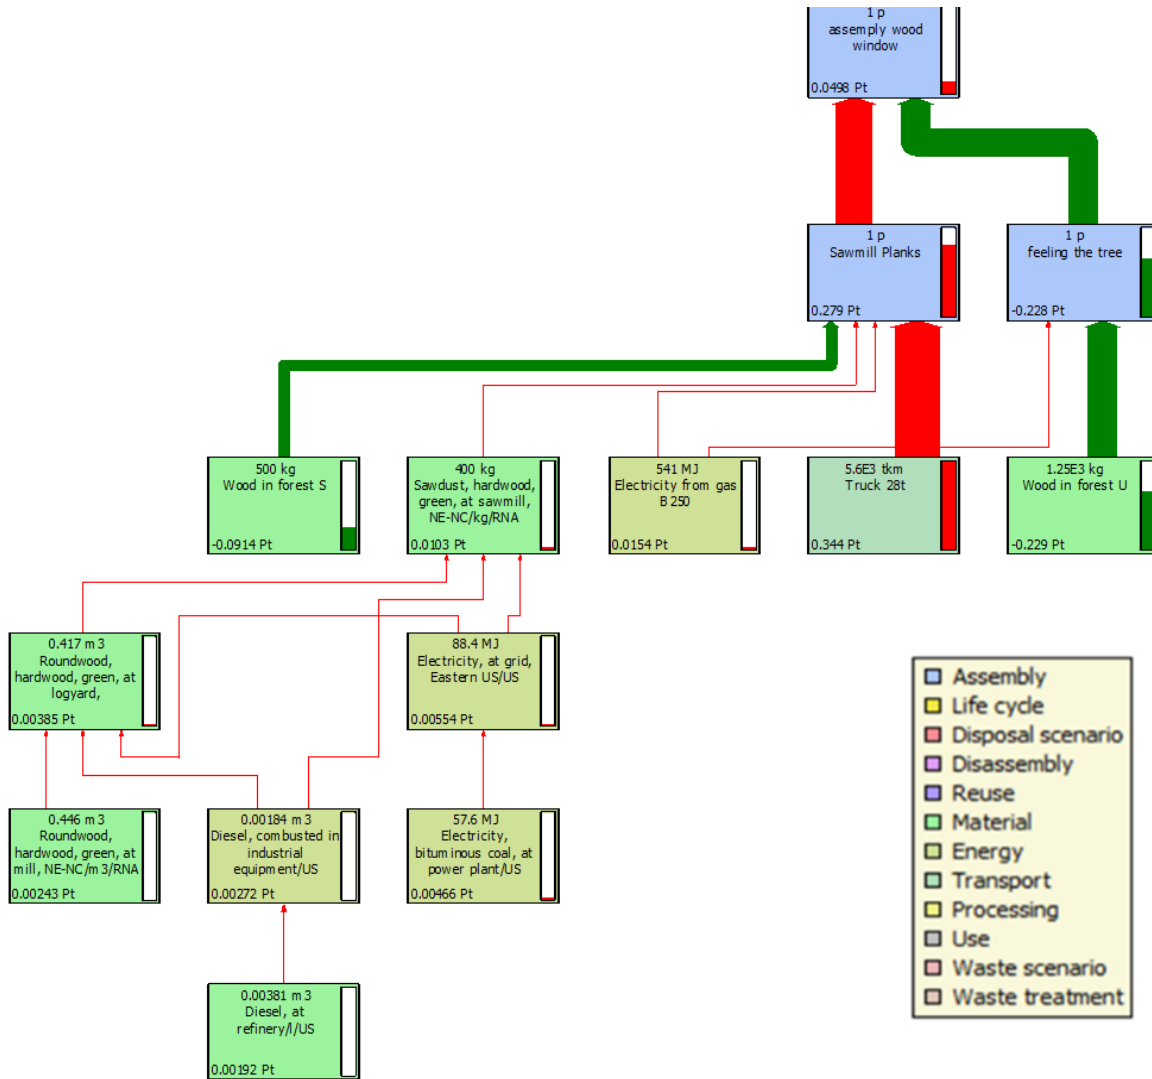 1 p
assemply wood
window
0.0498 Pt
1 p
Sawmill Planks
0.279 Pt
1 p
feeling the tree
-0.228 Pt
500 kg
Wood in forest S
-0.0914 Pt
400 kg
Sawdust, hardwood,
green, at sawmill,
NE-NC/kg/RNA
0.0103 Pt
541 MJ
Electricity from gas
B 250
0.0154 Pt
5.6E3 tkm
Truck 28t
0.344 Pt
1.25E3 kg
Wood in forest U
-0.229 Pt
0.417 m3
Roundwood,
hardwood, green, at
logyard,
0.00385 Pt
88.4 MJ
Electricity, at grid,
Eastern US/US
0.00554 Pt
0.446 m3
Roundwood,
hardwood, green, at
mill, NE-NC/m3/RNA
0.00243 Pt
0.00184 m3
Diesel, combusted in
industrial
equipment/US
0.00272 Pt
57.6 MJ
Electricity,
bituminous coal, at
power plant/US
0.00466 Pt
0.00381 m3
Diesel, at
refinery/l/US
0.00192 Pt
Assembly
Life cycle
Disposal scenario
Disassembly
Reuse
Material
Energy
Transport
Processing
Use
Waste scenario
Waste treatment